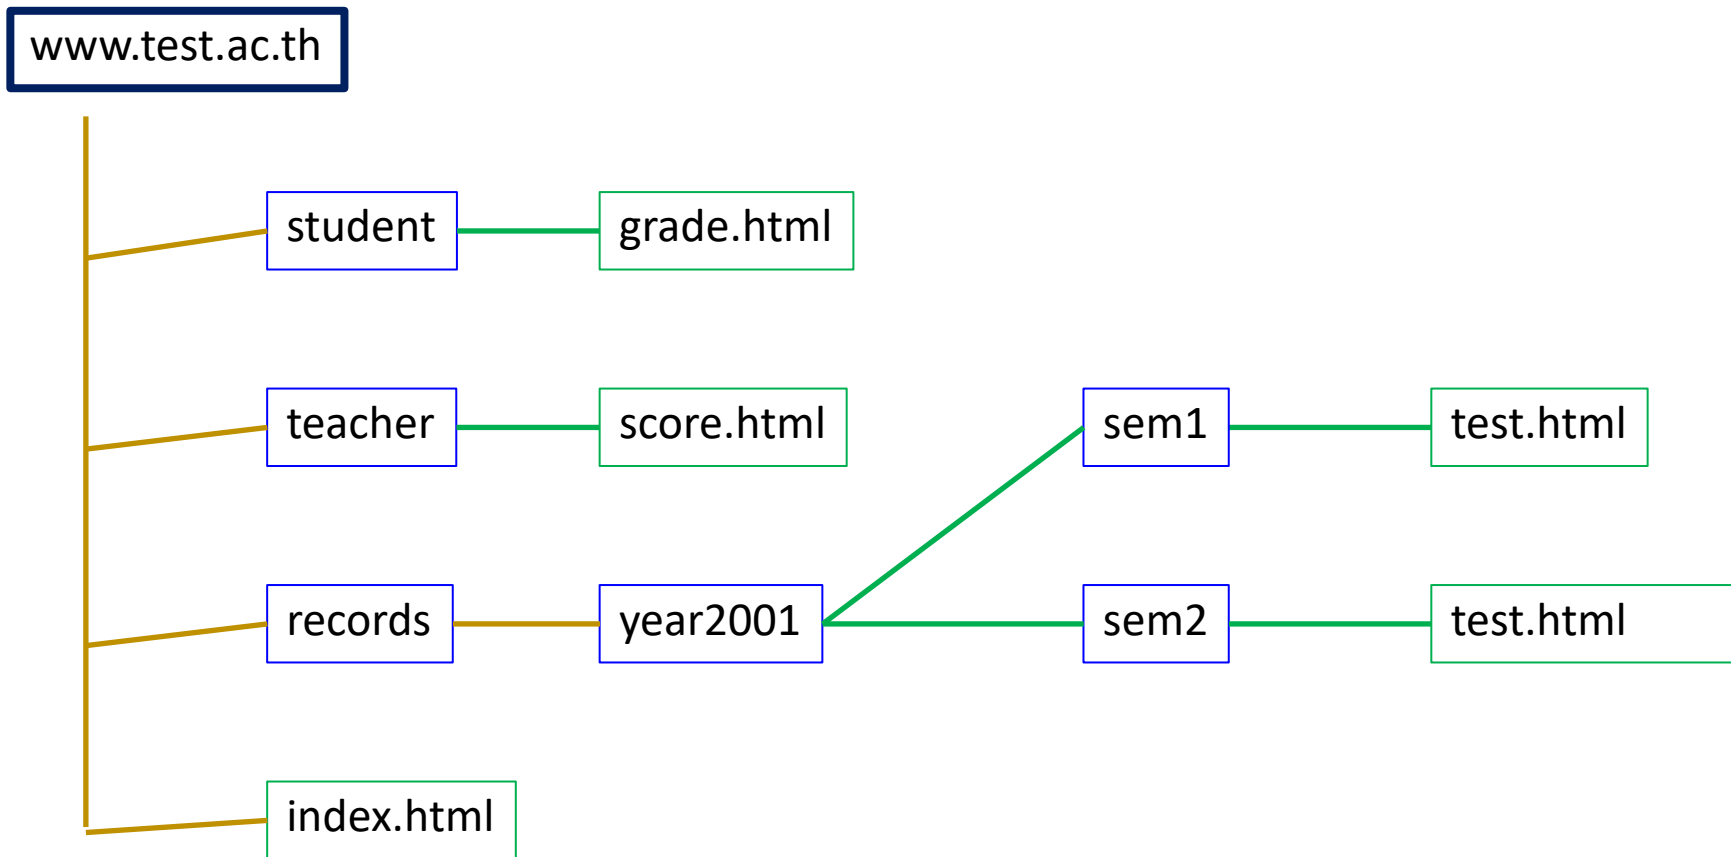 www.test.ac.th
student
grade.html
teacher
score.html
sem1
test.html
records
year2001
sem2
test.html
index.html